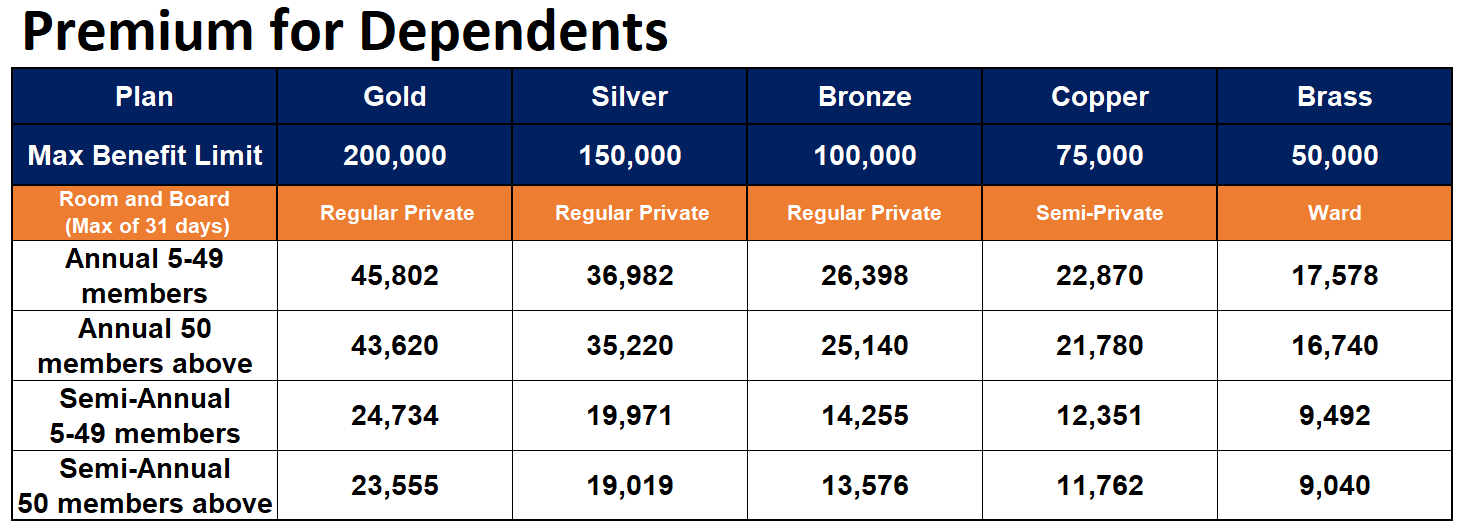 Premium for Dependents
Plan Gold Silver Bronze Copper Brass
Max Benefit Limit 200,000 150,000 100,000 75,000 50,000
Room and Board
(Max of 31 days) Regular Private Regular Private Regular Private Semi-Private Ward
Annual 5-49
members 45,802 36,982 26,398 22,870 17,578
Annual 50
members above 43,620 35,220 25,140 21,780 16,740
Semi-Annual
5-49 members 24,734 19,971 14,255 12,351 9,492
Semi-Annual
50 members above 23,555 19,019 13,576 11,762 9,040